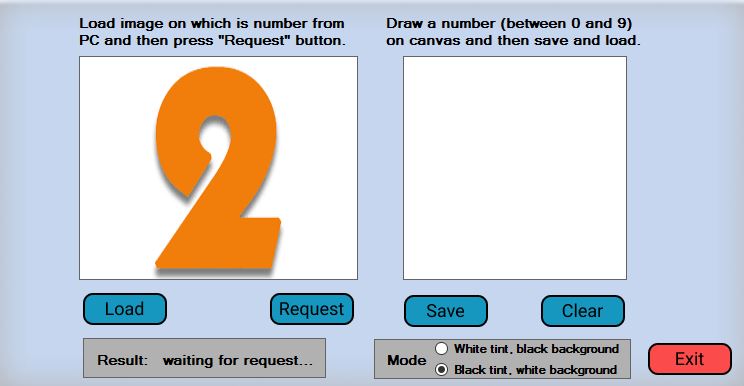 Load image on which is number from
PC and then press "Request" button.
Draw a number (between 0 and 9)
on canvas and then save and load.
2
Load
Request
Save
Clear
Result: waiting for request...
Mode
White tint, black background
Black tint, white background
Exit